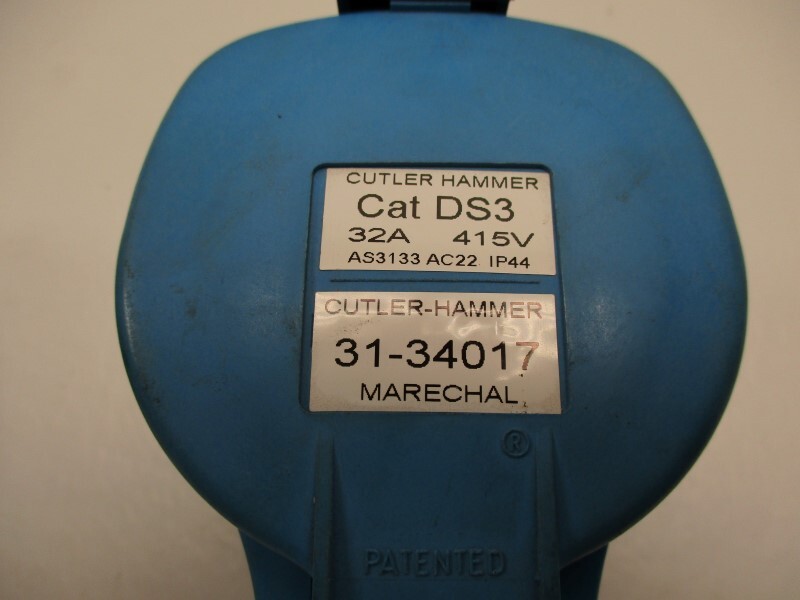 CUTLER HAMMER
Cat DS3
32A 415V
AS3133 AC22 IP44
CUTLER-HAMMER
31-34017
MARECHAL
®
PATENTED